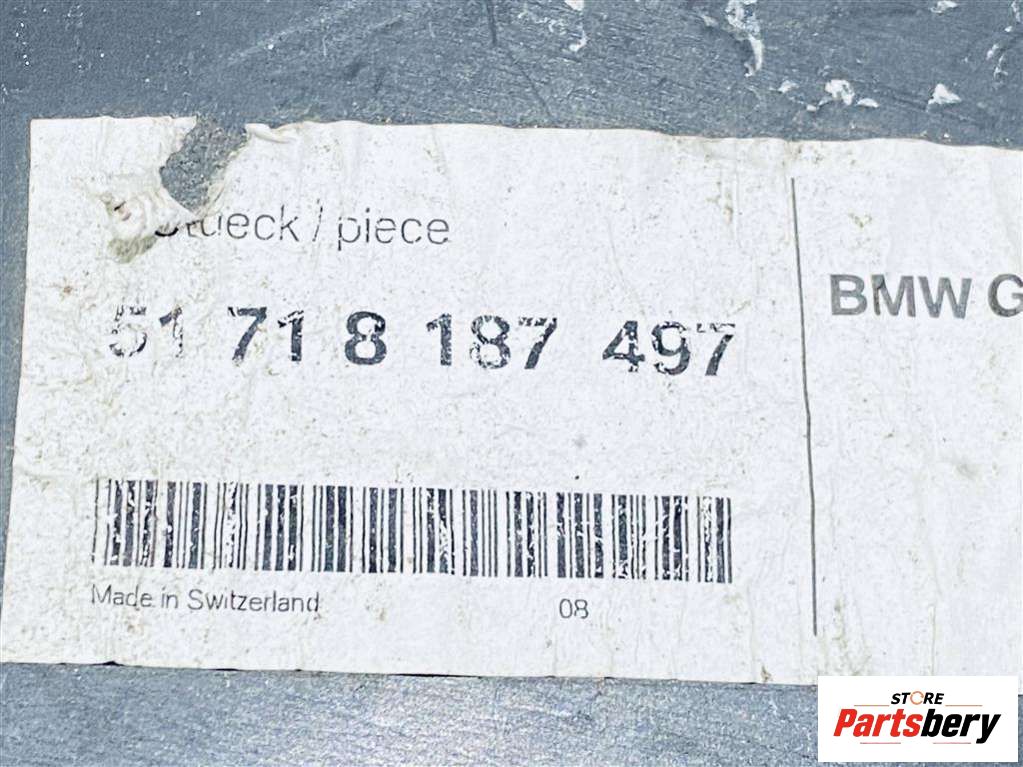 Stueck / piece
51 71 8 187 497
BMW G
Made in Switzerland
08
STORE
Partsbery